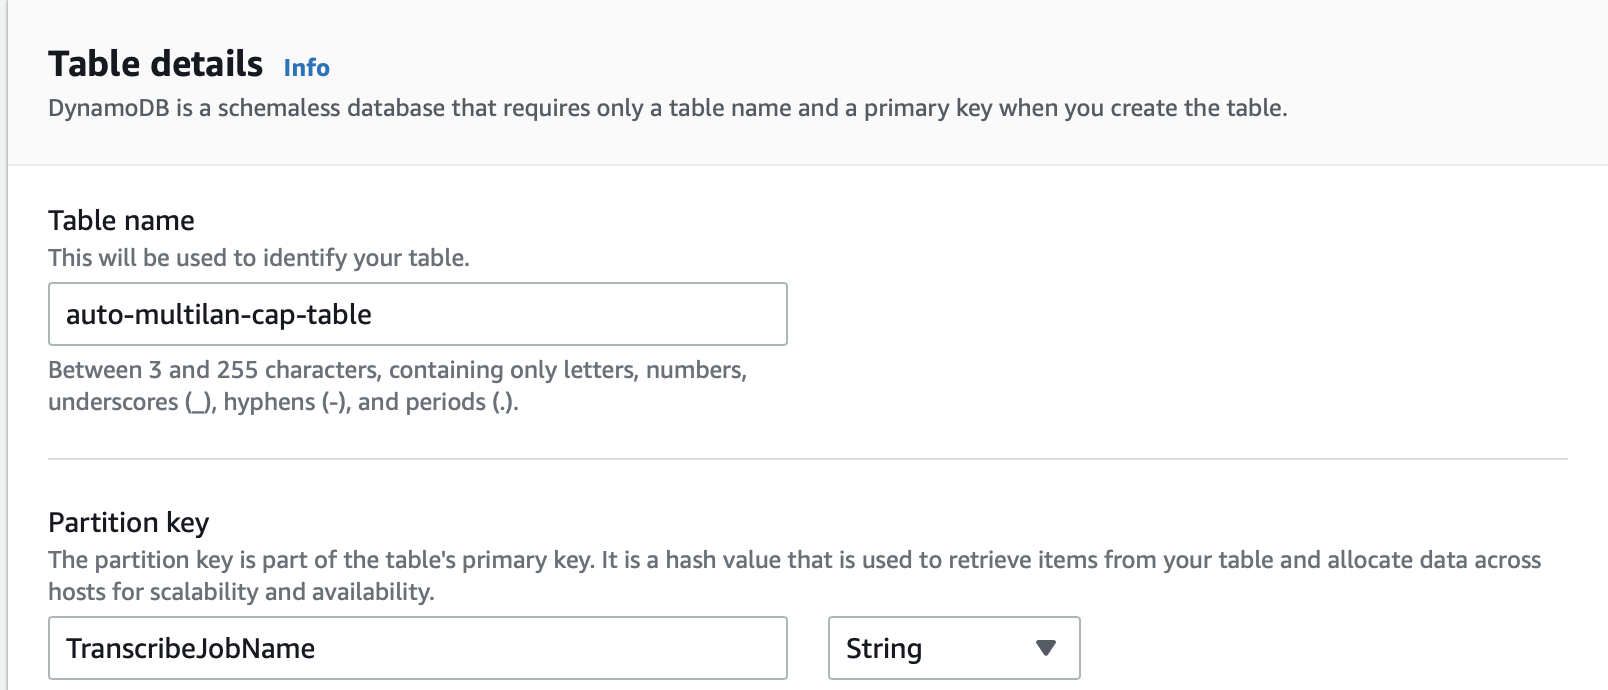 Table details Info
DynamoDB is a schemaless database that requires only a table name and a primary key when you create the table.
Table name
This will be used to identify your table.
auto-multilan-cap-table
Between 3 and 255 characters, containing only letters, numbers,
underscores (_), hyphens (-), and periods (.).
Partition key
The partition key is part of the table's primary key. It is a hash value that is used to retrieve items from your table and allocate data across
hosts for scalability and availability.
TranscribeJobName String